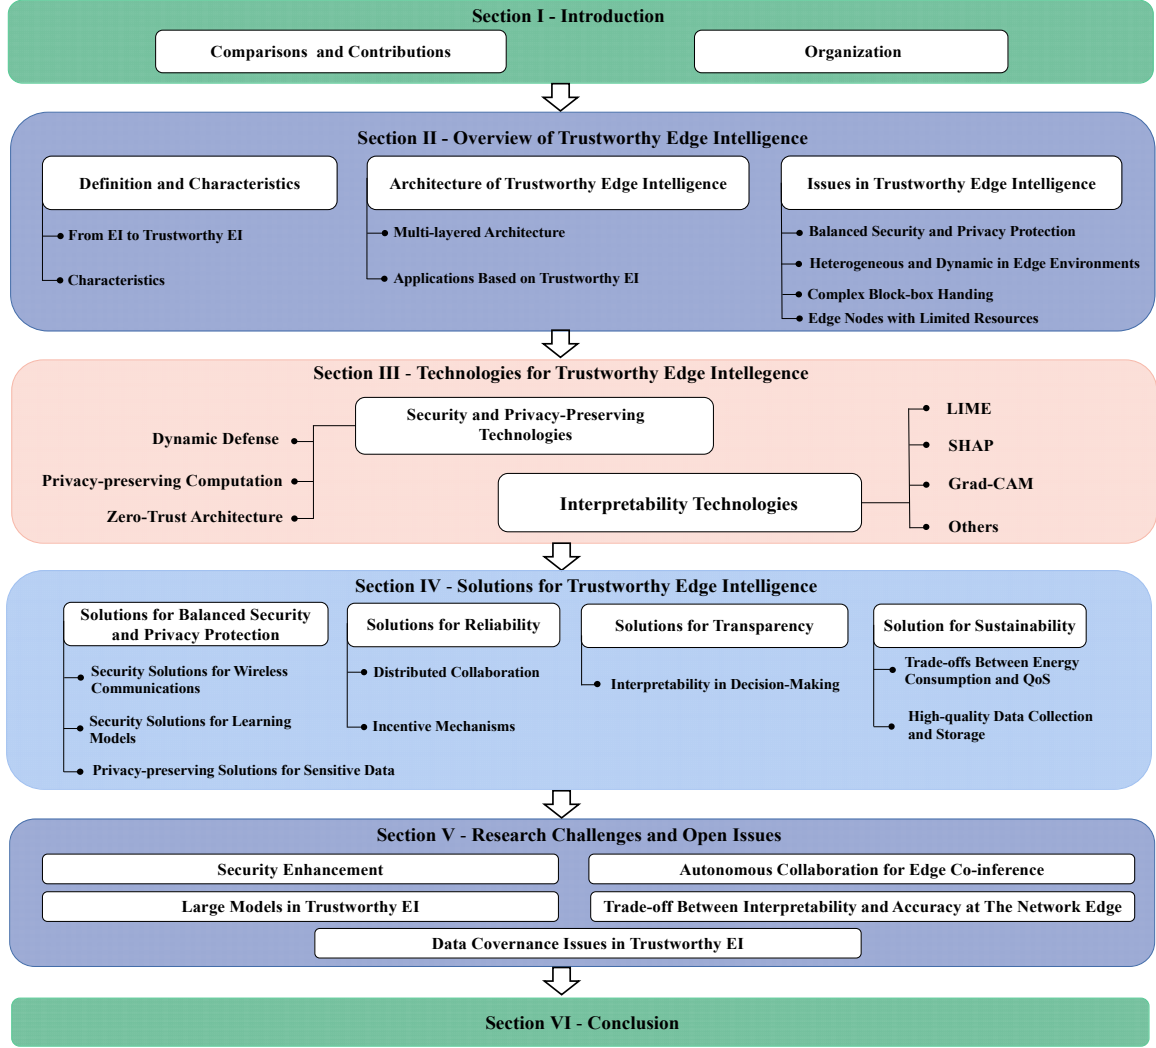 Section I - Introduction
Comparisons and Contributions
Organization
Section II - Overview of Trustworthy Edge Intelligence
Definition and Characteristics
From EI to Trustworthy EI
Characteristics
Architecture of Trustworthy Edge Intelligence
Multi-layered Architecture
Applications Based on Trustworthy EI
Issues in Trustworthy Edge Intelligence
Balanced Security and Privacy Protection
Heterogeneous and Dynamic in Edge Environments
Complex Block-box Handing
Edge Nodes with Limited Resources
Section III - Technologies for Trustworthy Edge Intellegence
Security and Privacy-Preserving
Technologies
Dynamic Defense
Privacy-preserving Computation
Zero-Trust Architecture
Interpretability Technologies
LIME
SHAP
Grad-CAM
Others
Section IV - Solutions for Trustworthy Edge Intelligence
Solutions for Balanced Security
and Privacy Protection
Security Solutions for Wireless
Communications
Security Solutions for Learning
Models
Privacy-preserving Solutions for Sensitive Data
Solutions for Reliability
Distributed Collaboration
Incentive Mechanisms
Solutions for Transparency
Interpretability in Decision-Making
Solution for Sustainability
Trade-offs Between Energy
Consumption and QoS
High-quality Data Collection
and Storage
Section V - Research Challenges and Open Issues
Security Enhancement
Autonomous Collaboration for Edge Co-inference
Large Models in Trustworthy EI
Trade-off Between Interpretability and Accuracy at The Network Edge
Data Covernance Issues in Trustworthy EI
Section VI - Conclusion